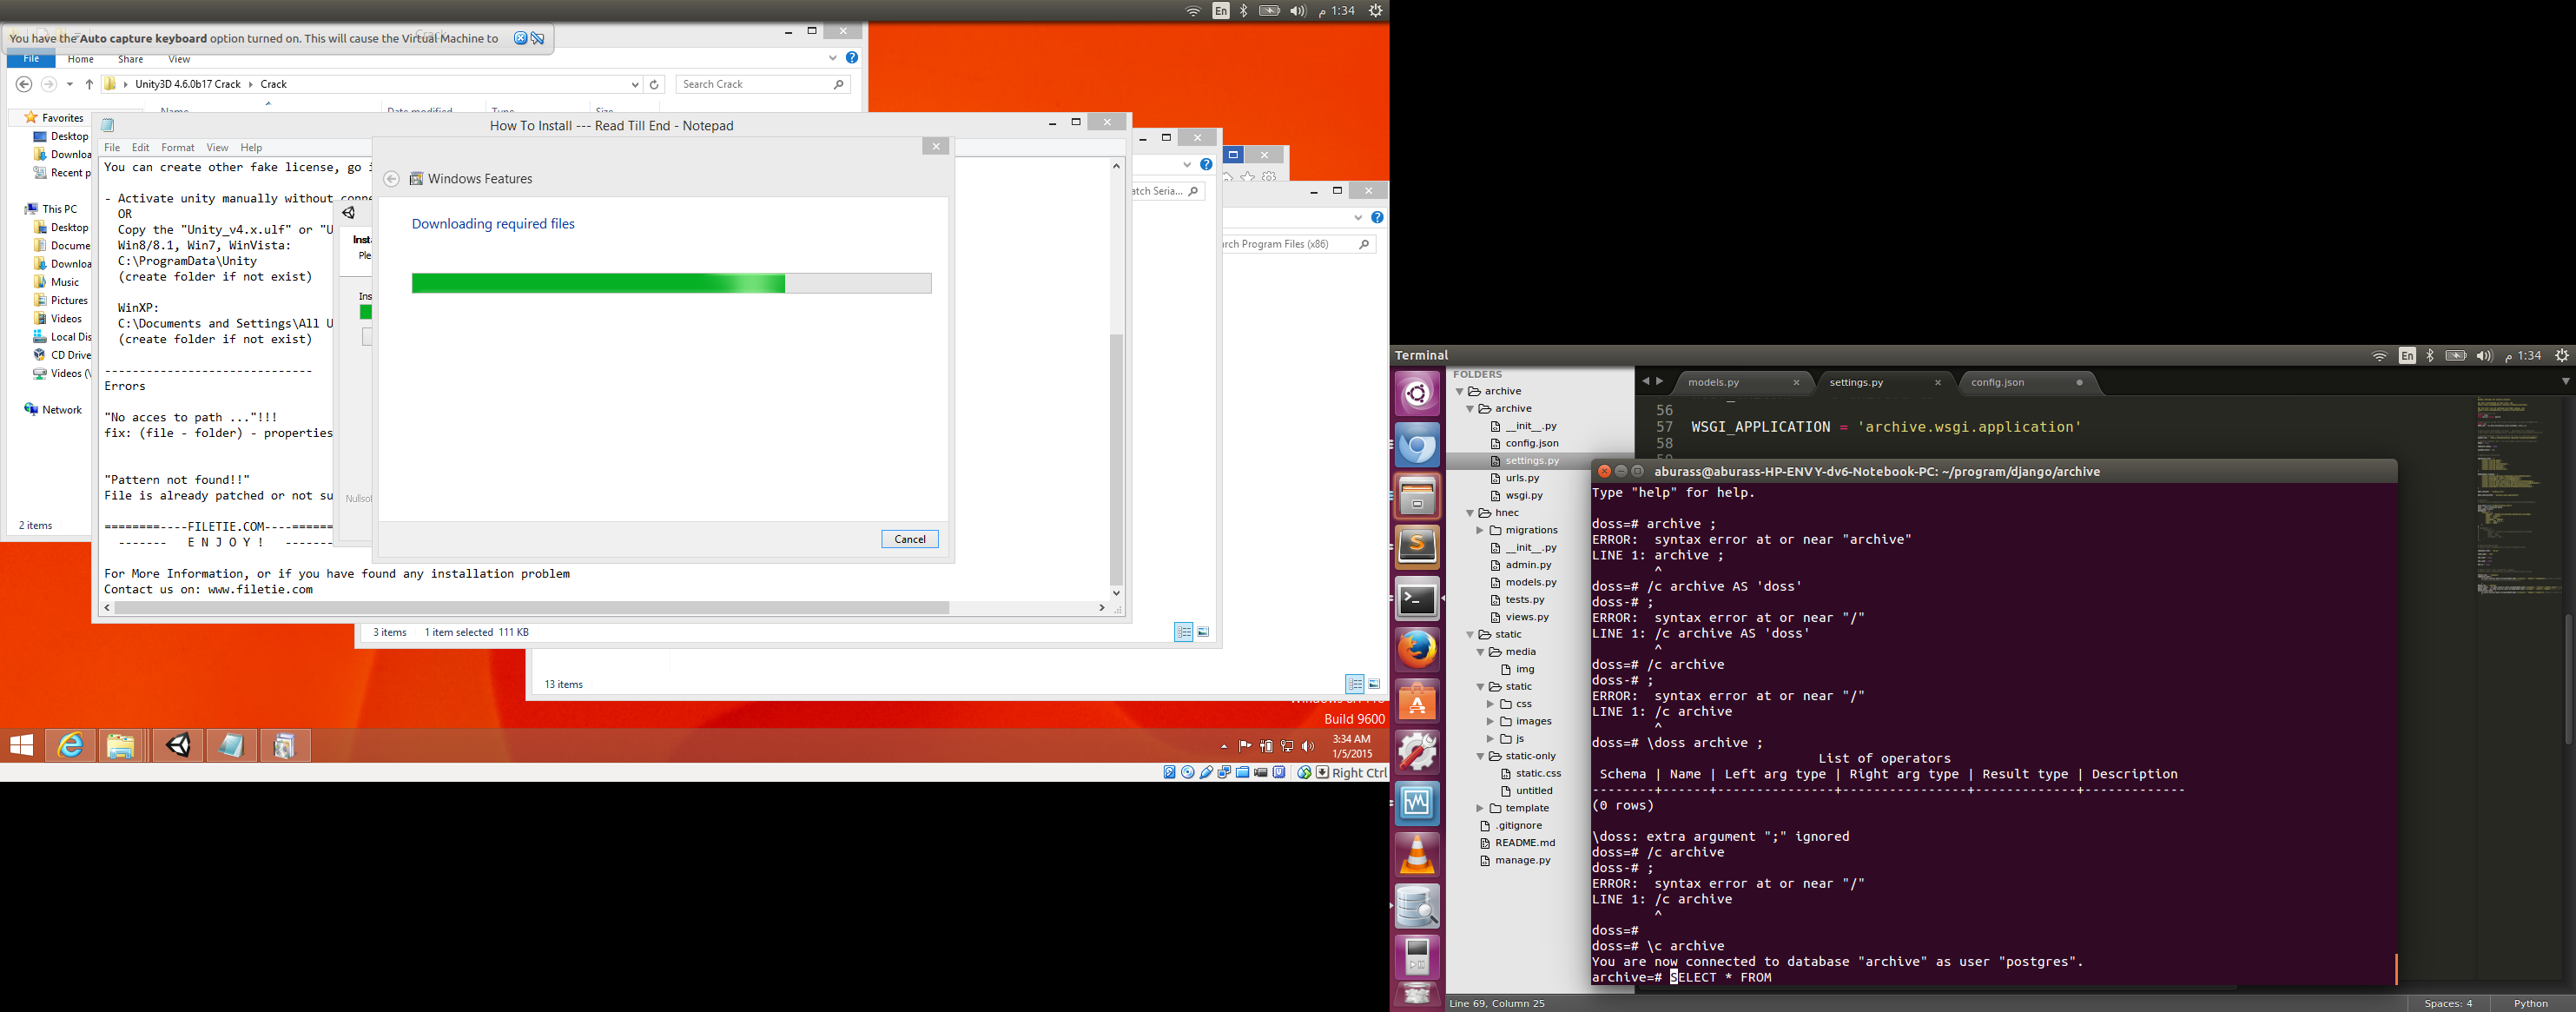 En
م 1:34
You have the Auto capture keyboard option turned on. This will cause the Virtual Machine to
File Home Share View
Unity3D 4.6.0b17 Crack Crack
Search Crack
Name Date modified Type Size
Favorites
Desktop
Downloa
Recent p
This PC
Desktop
Docume
Downloa
Music
Pictures
Videos
Local Dis
CD Drive
Videos (\
Network
2 items
How To Install --- Read Till End - Notepad
File Edit Format View Help
You can create other fake license, go i
- Activate unity manually without conne
OR
Copy the "Unity_v4.x.ulf" or "U
Win8/8.1, Win7, WinVista:
C:\ProgramData\Unity
(create folder if not exist)
WinXP:
C:\Documents and Settings\All U
(create folder if not exist)
------------------------------
Errors
"No acces to path ..."!!!
fix: (file - folder) - properties
"Pattern not found!!"
File is already patched or not su
========----FILETIE.COM----======
------- E N J O Y ! -------
For More Information, or if you have found any installation problem
Contact us on: www.filetie.com
Insta
Ple
Ins
Nullsof
Windows Features
Downloading required files
Cancel
atch Seria...
rch Program Files (x86)
3 items 1 item selected 111 KB
13 items
Build 9600
3:34 AM
1/5/2015
Right Ctrl
Terminal
En
م 1:34
FOLDERS
archive
archive
__init__.py
config.json
settings.py
urls.py
wsgi.py
hnec
migrations
__init__.py
admin.py
models.py
tests.py
views.py
static
media
img
static
css
images
js
static-only
static.css
untitled
template
.gitignore
README.md
manage.py
models.py settings.py config.json
56
57 WSGI_APPLICATION = 'archive.wsgi.application'
58
aburass@aburass-HP-ENVY-dv6-Notebook-PC: ~/program/django/archive
Type "help" for help.
doss=# archive ;
ERROR:  syntax error at or near "archive"
LINE 1: archive ;
^
doss=# /c archive AS 'doss'
doss-# ;
ERROR:  syntax error at or near "/"
LINE 1: /c archive AS 'doss'
^
doss=# /c archive
doss-# ;
ERROR:  syntax error at or near "/"
LINE 1: /c archive
^
doss=# \doss archive ;
List of operators
Schema | Name | Left arg type | Right arg type | Result type | Description
--------+------+---------------+----------------+-------------+-------------
(0 rows)
\doss: extra argument ";" ignored
doss=# /c archive
doss-# ;
ERROR:  syntax error at or near "/"
LINE 1: /c archive
^
doss=#
doss=# \c archive
You are now connected to database "archive" as user "postgres".
archive=# SELECT * FROM
Line 69, Column 25
Spaces: 4
Python